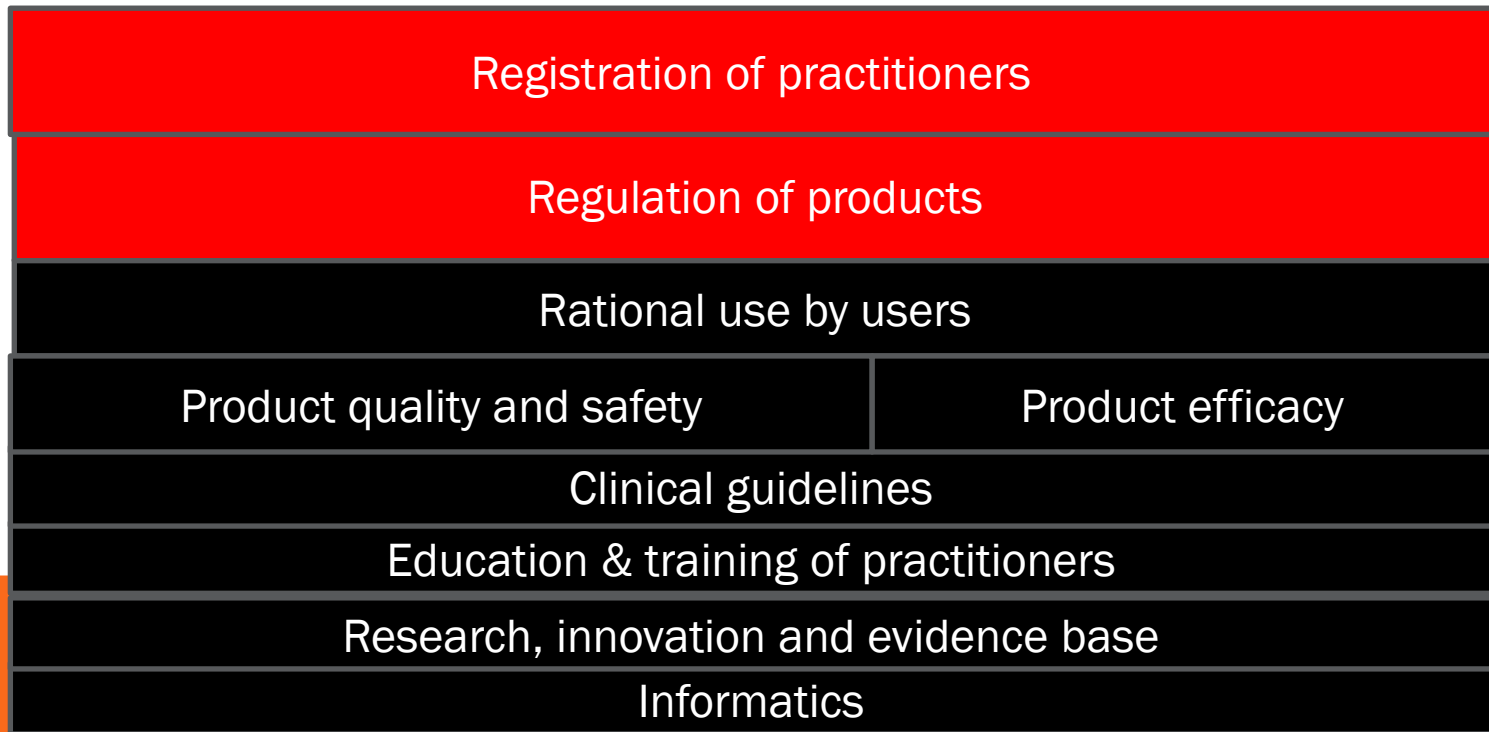 Registration of practitioners
Regulation of products
Rational use by users
Product quality and safety
Product efficacy
Clinical guidelines
Education & training of practitioners
Research, innovation and evidence base
Informatics